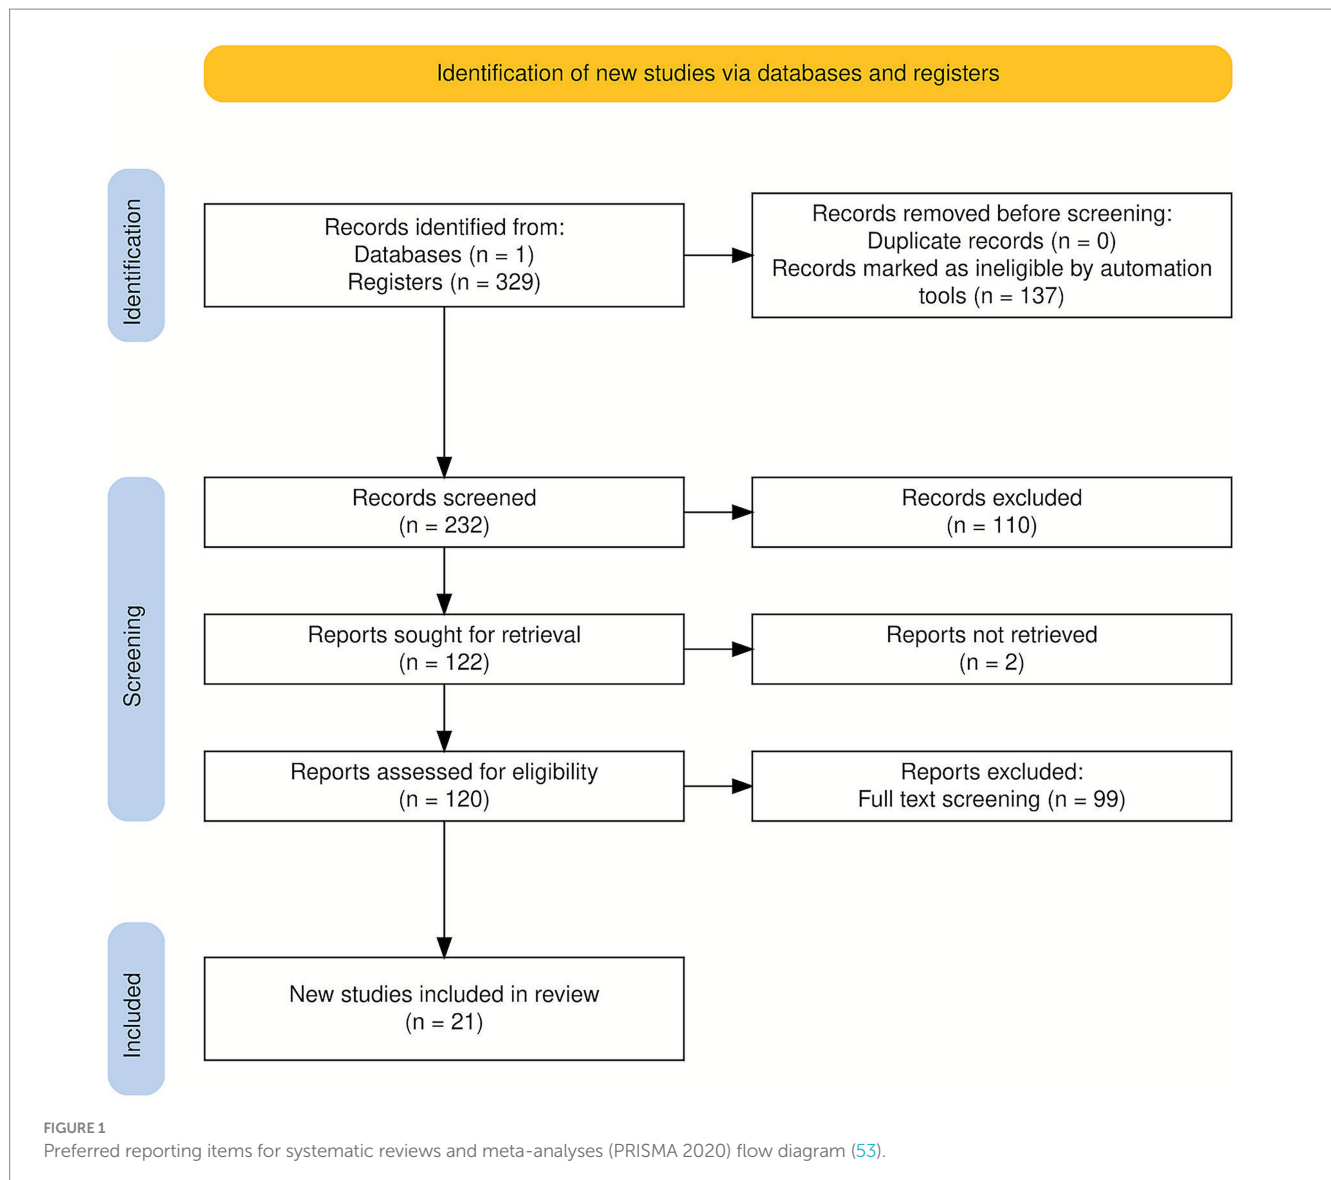 Identification of new studies via databases and registers
Identification
Records identified from:
Databases (n = 1)
Registers (n = 329)
Records removed before screening:
Duplicate records (n = 0)
Records marked as ineligible by automation
tools (n = 137)
Screening
Records screened
(n = 232)
Records excluded
(n = 110)
Reports sought for retrieval
(n = 122)
Reports not retrieved
(n = 2)
Reports assessed for eligibility
(n = 120)
Reports excluded:
Full text screening (n = 99)
Included
New studies included in review
(n = 21)
FIGURE 1
Preferred reporting items for systematic reviews and meta-analyses (PRISMA 2020) flow diagram (53).